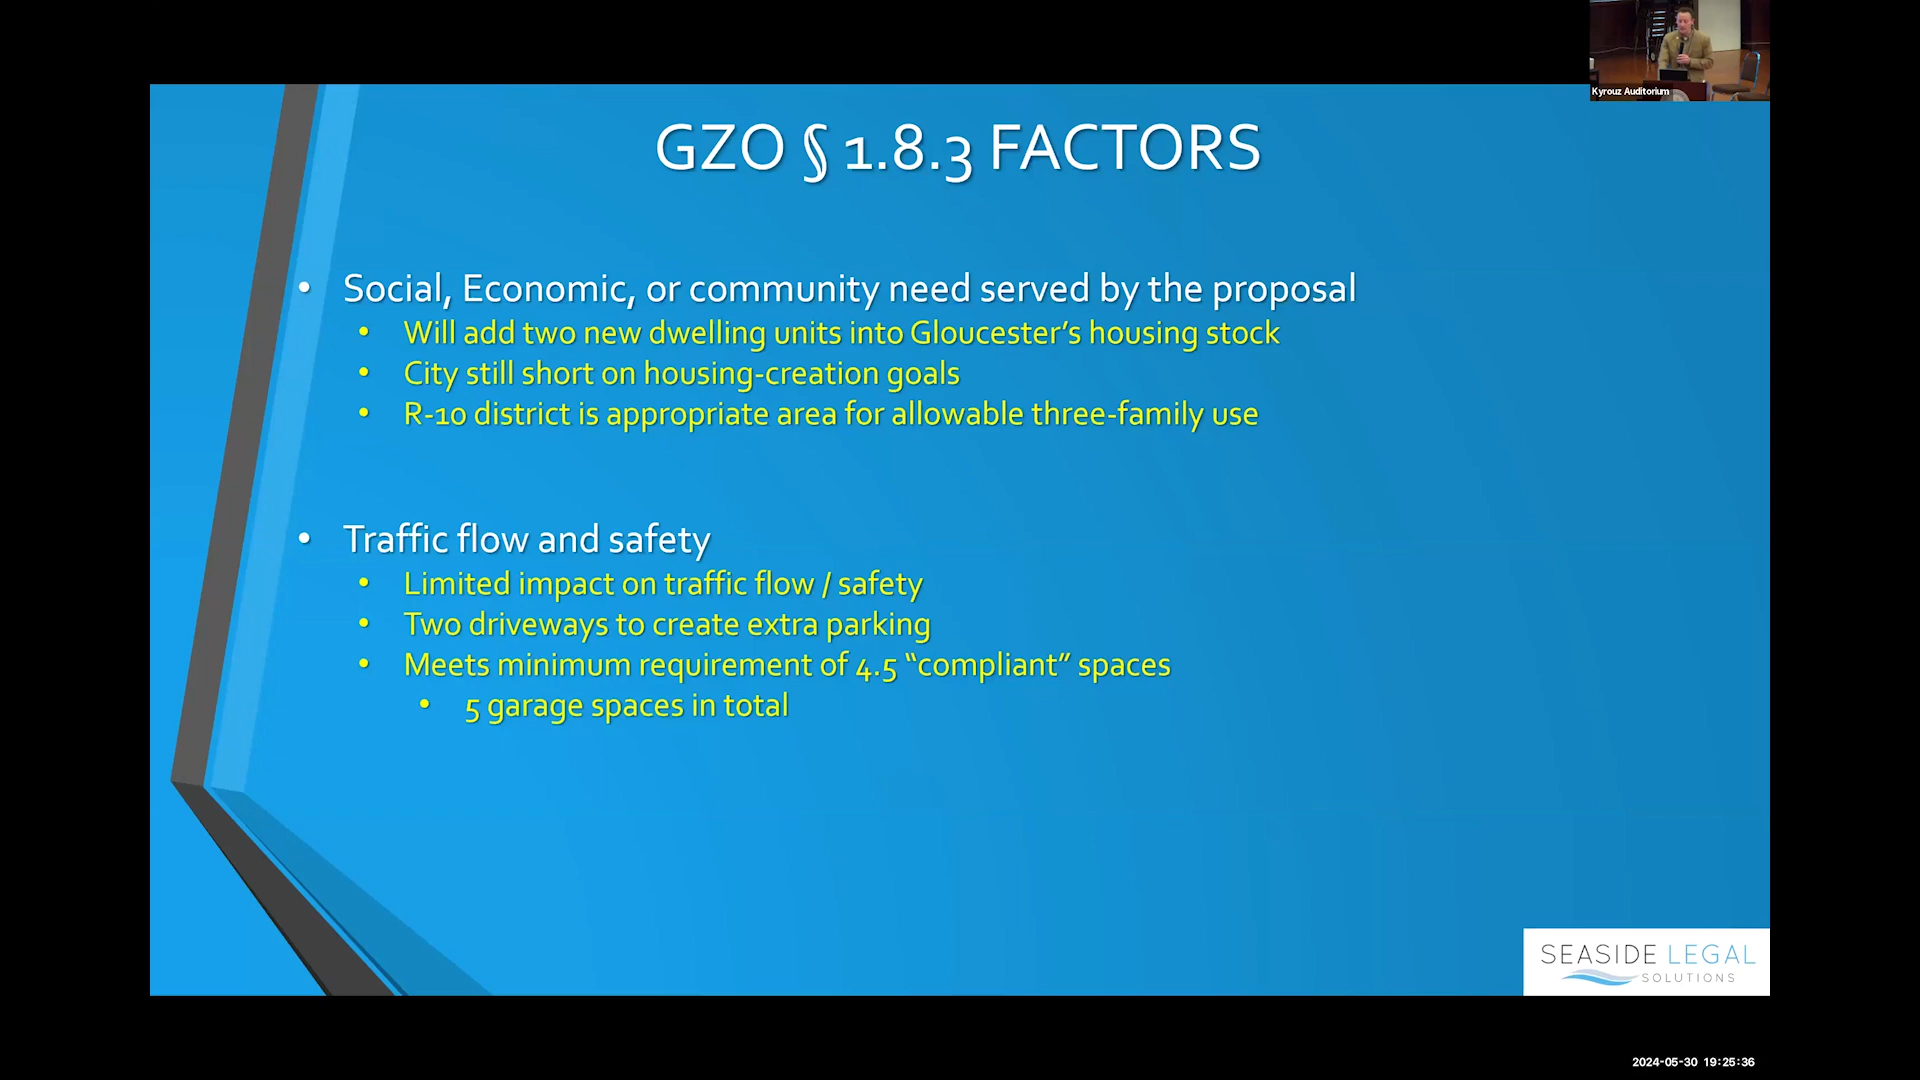 Kyrouz Auditorium
GZO § 1.8.3 FACTORS
• Social, Economic, or community need served by the proposal
• Will add two new dwelling units into Gloucester’s housing stock
• City still short on housing-creation goals
• R-10 district is appropriate area for allowable three-family use
• Traffic flow and safety
• Limited impact on traffic flow / safety
• Two driveways to create extra parking
• Meets minimum requirement of 4.5 “compliant” spaces
• 5 garage spaces in total
SEASIDE LEGAL
SOLUTIONS
2024-05-30 19:25:36